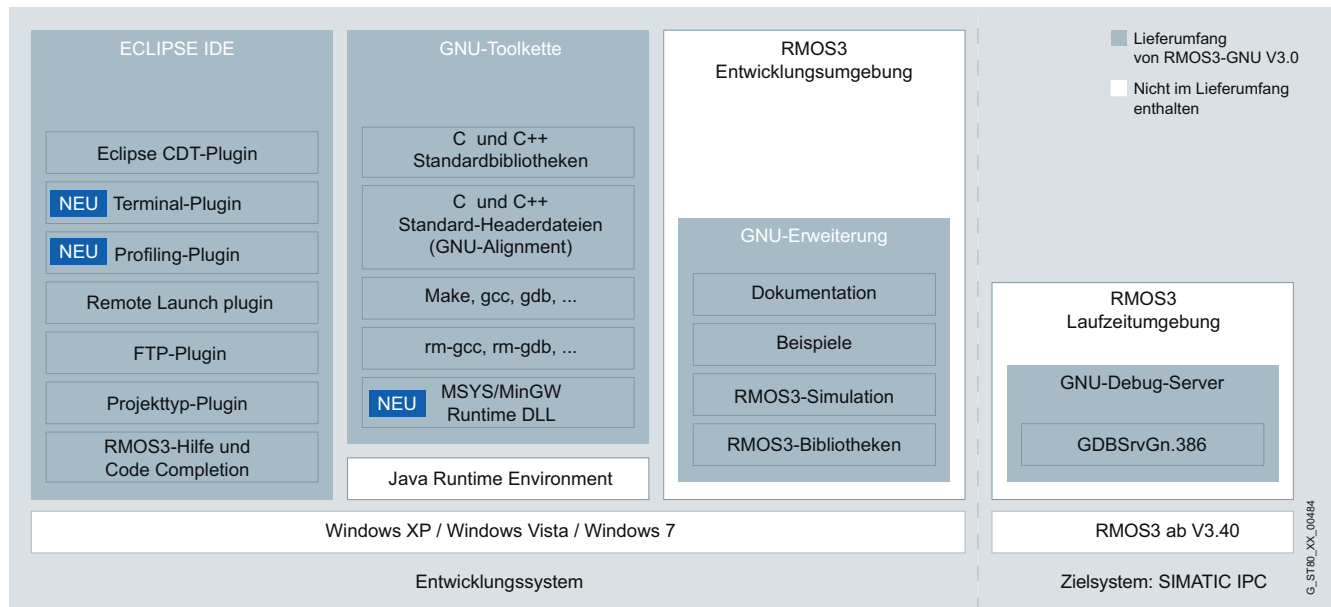 ECLIPSE IDE
Eclipse CDT-Plugin
NEU Terminal-Plugin
NEU Profiling-Plugin
Remote Launch plugin
FTP-Plugin
Projekttyp-Plugin
RMOS3-Hilfe und
Code Completion
GNU-Toolkette
C und C++
Standardbibliotheken
C und C++
Standard-Headerdateien
(GNU-Alignment)
Make, gcc, gdb, ...
rm-gcc, rm-gdb, ...
NEU MSYS/MinGW
Runtime DLL
Java Runtime Environment
RMOS3
Entwicklungsumgebung
GNU-Erweiterung
Dokumentation
Beispiele
RMOS3-Simulation
RMOS3-Bibliotheken
Windows XP / Windows Vista / Windows 7
Entwicklungssystem
Lieferumfang
von RMOS3-GNU V3.0
Nicht im Lieferumfang
enthalten
RMOS3
Laufzeitumgebung
GNU-Debug-Server
GDBSrvGn.386
RMOS3 ab V3.40
Zielsystem: SIMATIC IPC
G_ST80_XX_00484